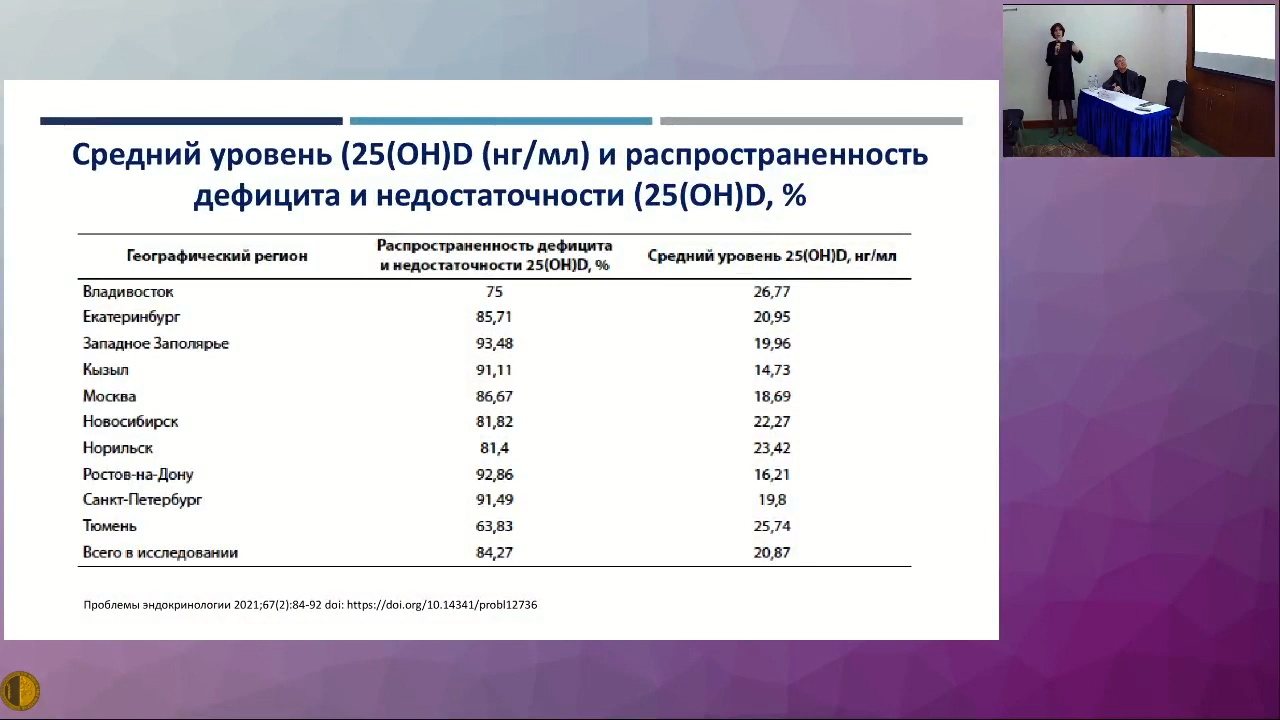 Средний уровень (25(OH)D (нг/мл) и распространенность
дефицита и недостаточности (25(OH)D, %
Географический регион Распространенность дефицита и недостаточности 25(OH)D, % Средний уровень 25(OH)D, нг/мл
Владивосток 75 26,77
Екатеринбург 85,71 20,95
Западное Заполярье 93,48 19,96
Кызыл 91,11 14,73
Москва 86,67 18,69
Новосибирск 81,82 22,27
Норильск 81,4 23,42
Ростов-на-Дону 92,86 16,21
Санкт-Петербург 91,49 19,8
Тюмень 63,83 25,74
Всего в исследовании 84,27 20,87
Проблемы эндокринологии 2021;67(2):84-92 doi: https://doi.org/10.14341/probl12736